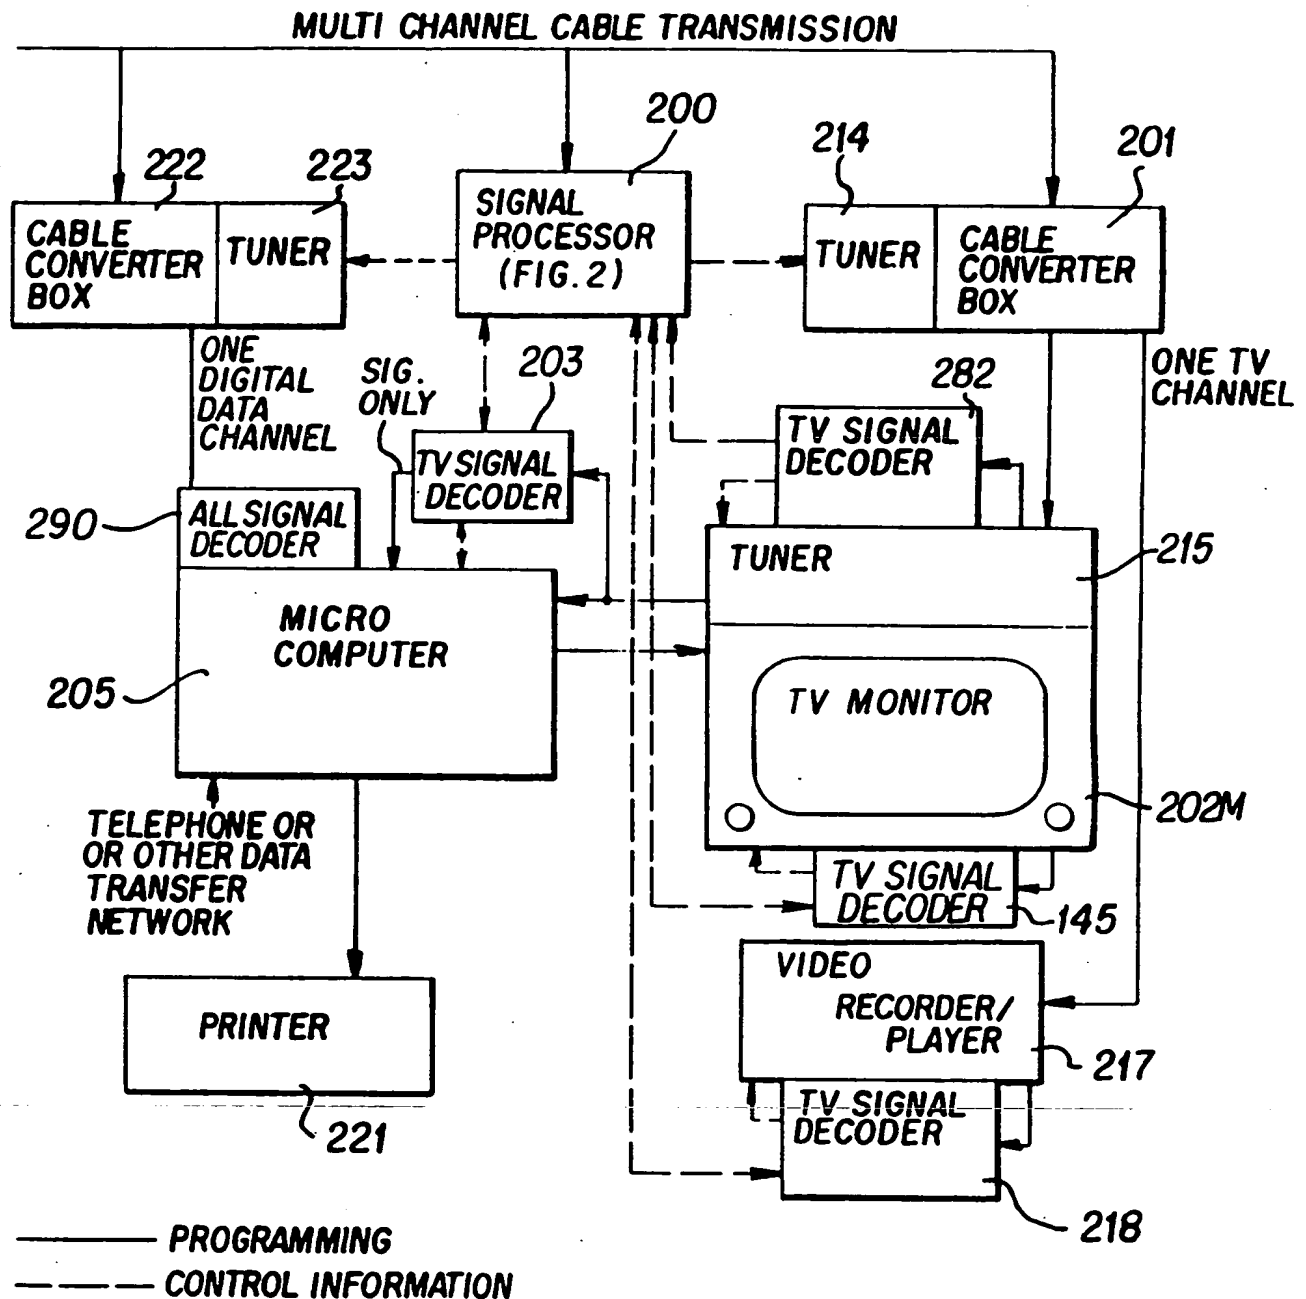 MULTI CHANNEL CABLE TRANSMISSION
200
214
201
222
223
CABLE
CONVERTER
BOX
TUNER
SIGNAL
PROCESSOR
(FIG. 2)
TUNER
CABLE
CONVERTER
BOX
ONE
DIGITAL
DATA
CHANNEL
SIG.
ONLY
203
282
ONE TV
CHANNEL
TV SIGNAL
DECODER
TV SIGNAL
DECODER
290
ALL SIGNAL
DECODER
TUNER
215
MICRO
COMPUTER
205
TV MONITOR
202M
TELEPHONE OR
OR OTHER DATA
TRANSFER
NETWORK
TV SIGNAL
DECODER
145
VIDEO
RECORDER/
PLAYER
217
PRINTER
221
TV SIGNAL
DECODER
218
PROGRAMMING
CONTROL INFORMATION